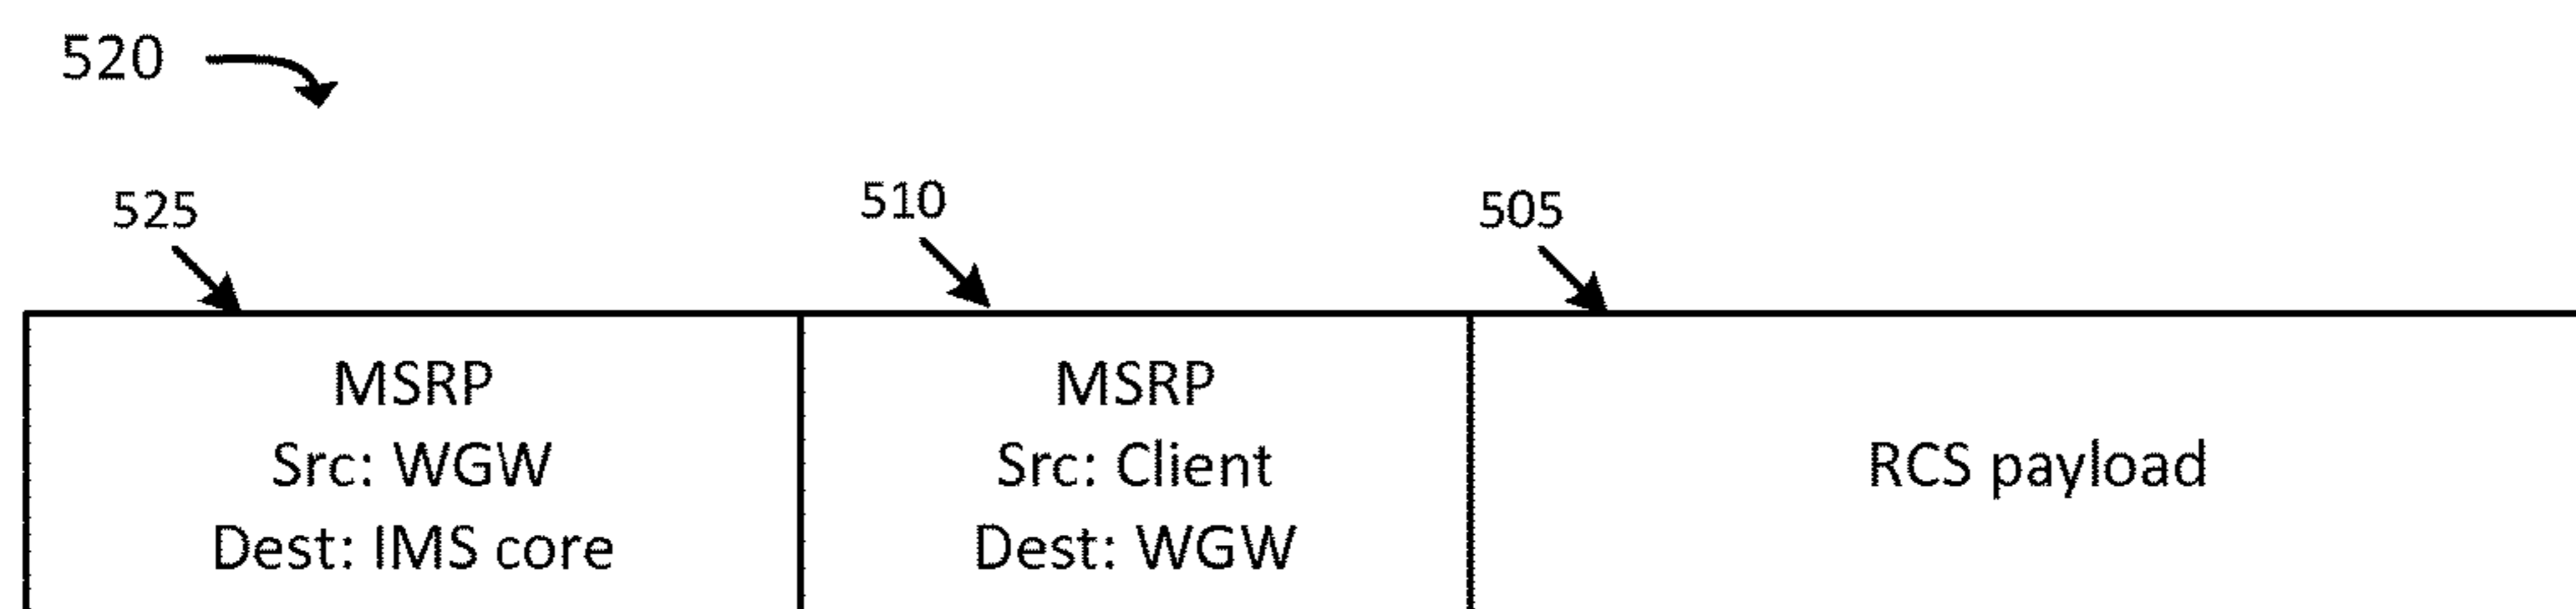 520
525
510
505
MSRP
Src: WGW
Dest: IMS core
MSRP
Src: Client
Dest: WGW
RCS payload